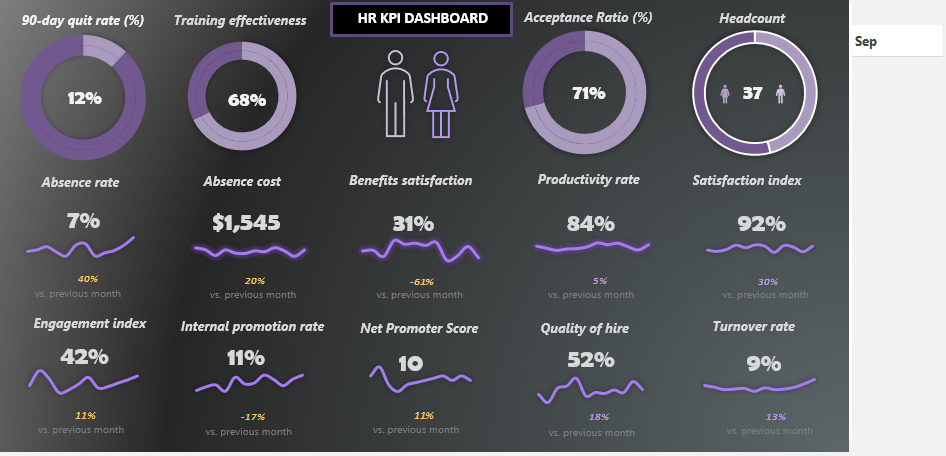 90-day quit rate (%)
Training effectiveness
HR KPI DASHBOARD
Acceptance Ratio (%)
Headcount
Sep
12%
68%
71%
37
Absence rate
Absence cost
Benefits satisfaction
Productivity rate
Satisfaction index
7%
$1,545
31%
84%
92%
40%
20%
-61%
5%
30%
vs. previous month
vs. previous month
vs. previous month
vs. previous month
vs. previous month
Engagement index
Internal promotion rate
Net Promoter Score
Quality of hire
Turnover rate
42%
11%
10
52%
9%
11%
-17%
11%
18%
13%
vs. previous month
vs. previous month
vs. previous month
vs. previous month
vs. previous month